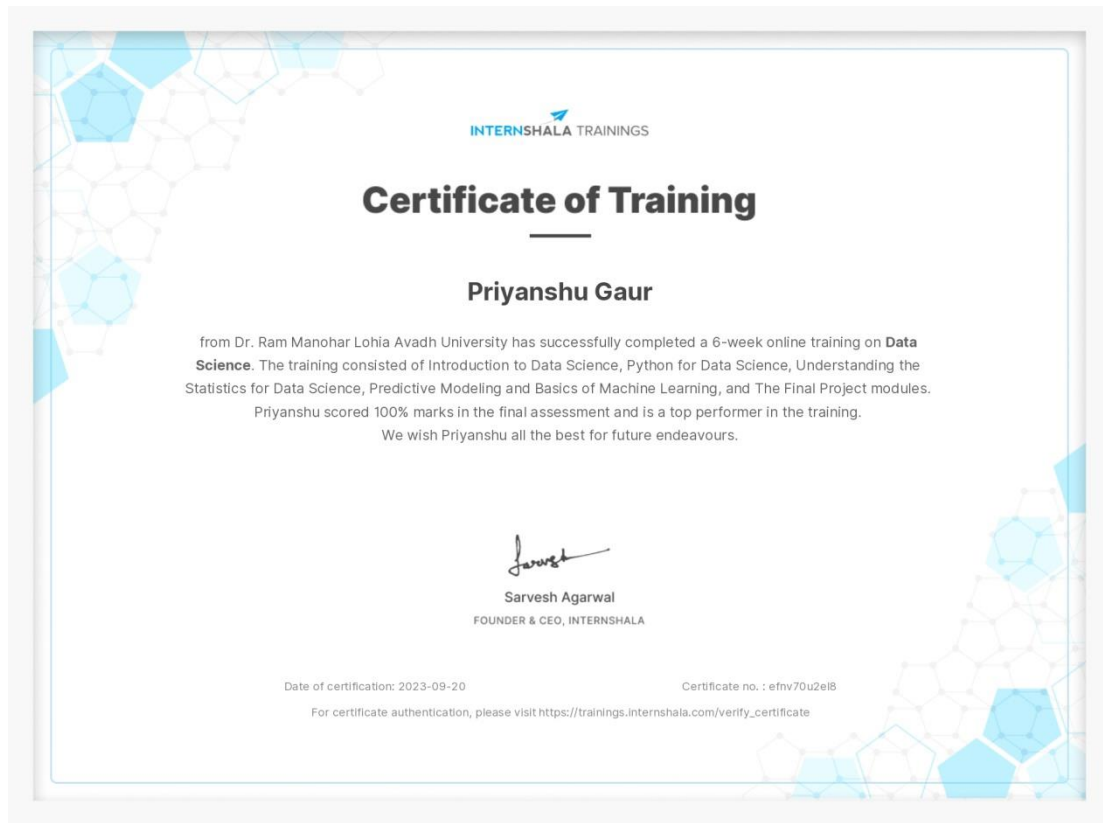 INTERNSHALA TRAININGS
Certificate of Training
Priyanshu Gaur
from Dr. Ram Manohar Lohia Avadh University has successfully completed a 6-week online training on Data
Science. The training consisted of Introduction to Data Science, Python for Data Science, Understanding the
Statistics for Data Science, Predictive Modeling and Basics of Machine Learning, and The Final Project modules.
Priyanshu scored 100% marks in the final assessment and is a top performer in the training.
We wish Priyanshu all the best for future endeavours.
Sarvesh
Sarvesh Agarwal
FOUNDER & CEO, INTERNSHALA
Date of certification: 2023-09-20 Certificate no. : efnv70u2el8
For certificate authentication, please visit https://trainings.internshala.com/verify_certificate